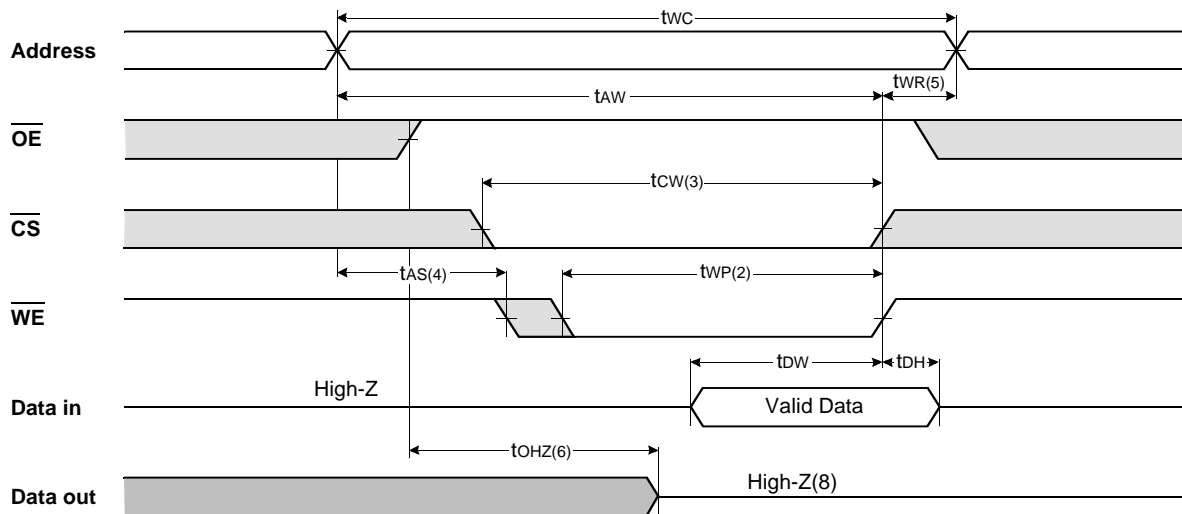 tWC
Address
tAW
tWR(5)
OE
tCW(3)
CS
tAS(4)
tWP(2)
WE
tDW
tDH
High-Z
Data in
Valid Data
tOHZ(6)
High-Z(8)
Data out